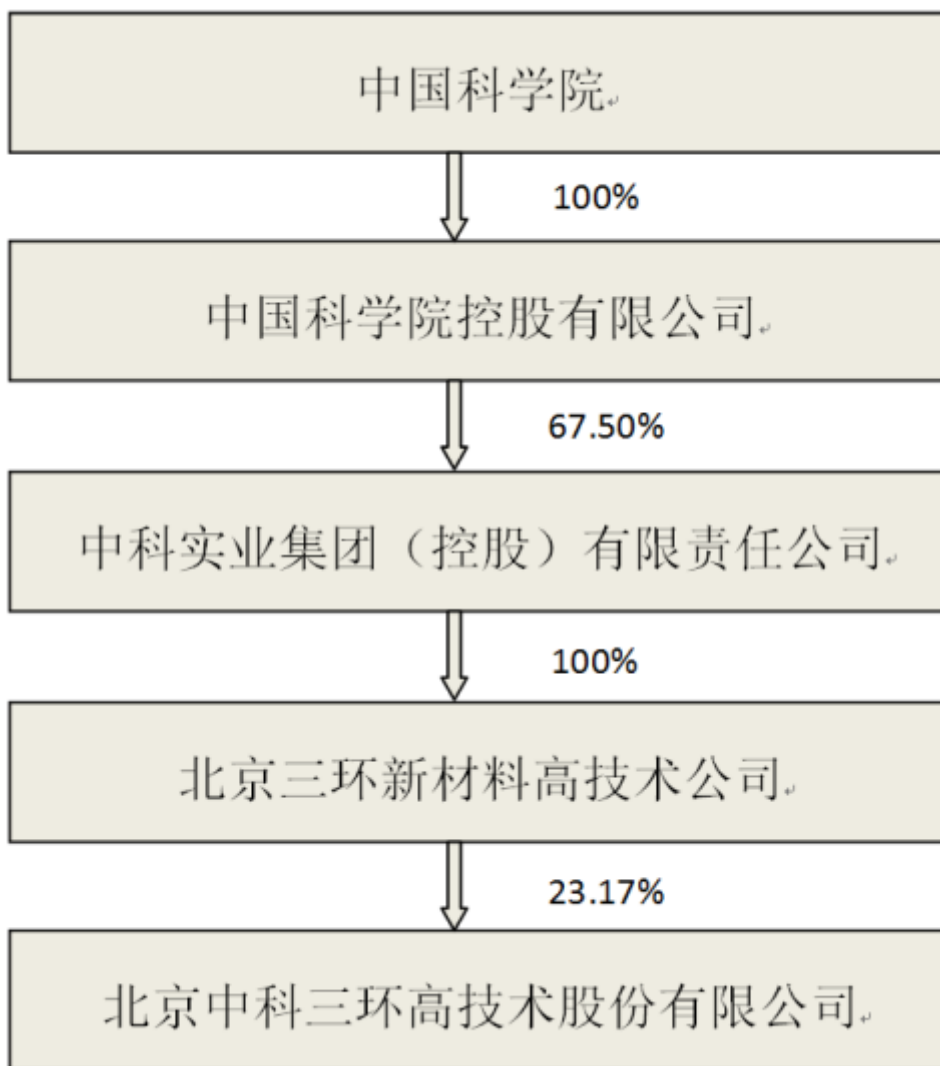 中国科学院
100%
中国科学院控股有限公司
67.50%
中科实业集团（控股）有限责任公司
100%
北京三环新材料高技术公司
23.17%
北京中科三环高技术股份有限公司